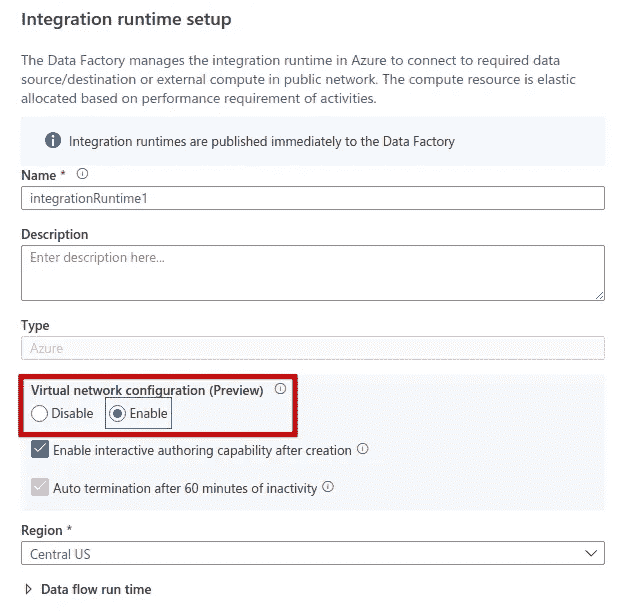 Integration runtime setup
The Data Factory manages the integration runtime in Azure to connect to required data
source/destination or external compute in public network. The compute resource is elastic
allocated based on performance requirement of activities.
Integration runtimes are published immediately to the Data Factory
Name *
integrationRuntime1
Description
Enter description here...
Type
Azure
Virtual network configuration (Preview)
Disable Enable
Enable interactive authoring capability after creation
Auto termination after 60 minutes of inactivity
Region *
Central US
Data flow run time